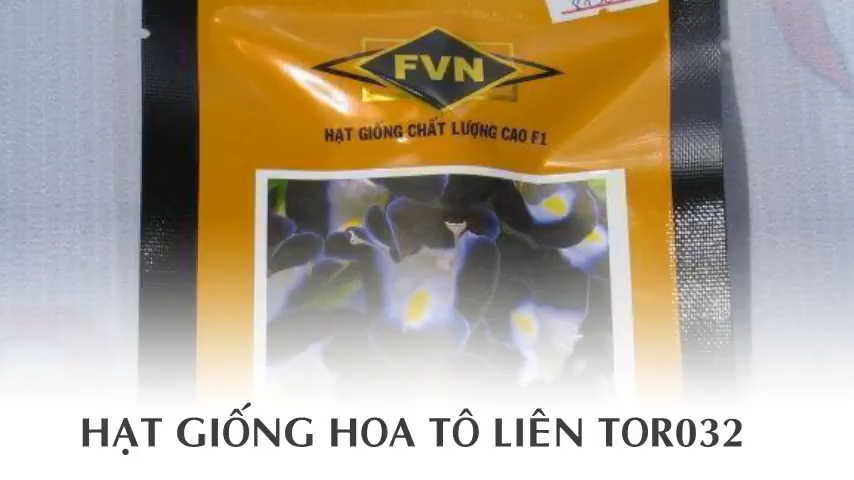 FVN
HẠT GIỐNG CHẤT LƯỢNG CAO F1
HẠT GIỐNG HOA TÔ LIÊN TOR032